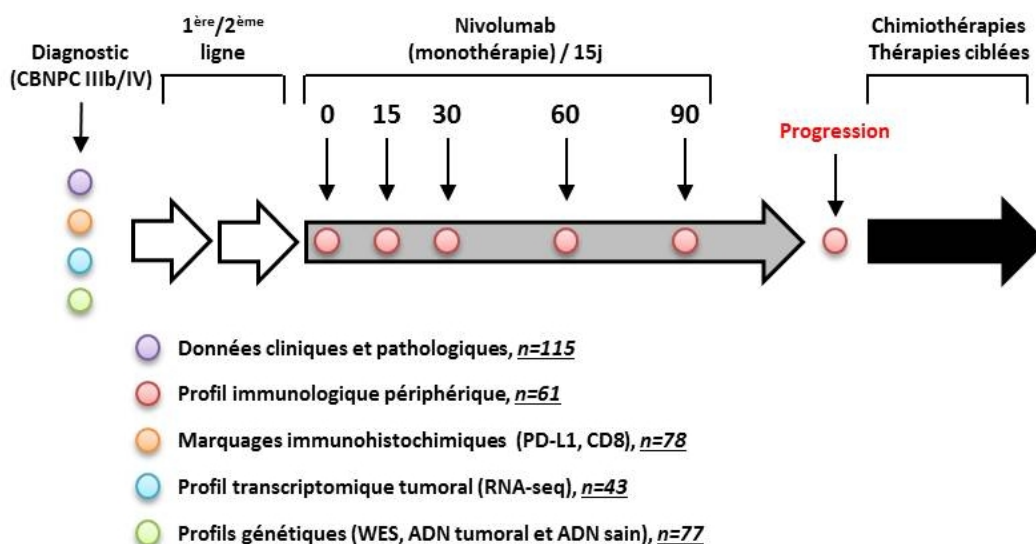 Diagnostic
(CBNPC IIIb/IV)
1ère/2ème
ligne
Nivolumab
(monothérapie) / 15j
Chimiothérapies
Thérapies ciblées
0 15 30 60 90
Progression
Données cliniques et pathologiques, n=115
Profil immunologique périphérique, n=61
Marquages immunohistochimiques (PD-L1, CD8), n=78
Profil transcriptomique tumoral (RNA-seq), n=43
Profils génétiques (WES, ADN tumoral et ADN sain), n=77